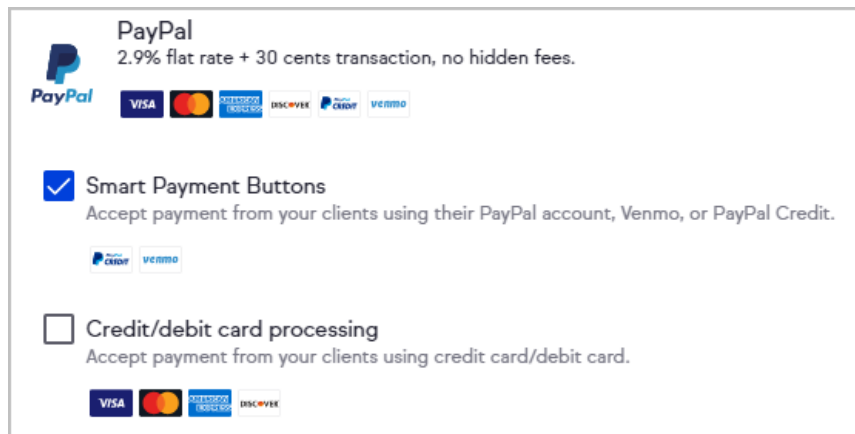 PayPal
2.9% flat rate + 30 cents transaction, no hidden fees.
PayPal
VISA AMERICAN EXPRESS DISCOVER PayPal CREDIT venmo
Smart Payment Buttons
Accept payment from your clients using their PayPal account, Venmo, or PayPal Credit.
PayPal CREDIT venmo
Credit/debit card processing
Accept payment from your clients using credit card/debit card.
VISA AMERICAN EXPRESS DISCOVER